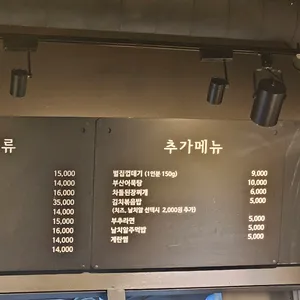 류
15,000
14,000
16,000
35,000
14,000
15,000
16,000
14,000
14,000
추가메뉴
벌집껍데기 (1인분 150g) 9,000
부산어묵탕 10,000
차돌된장찌개 6,000
김치볶음밥 5,000
(치즈, 날치알 선택시 2,000원 추가)
부추라면 5,000
날치알주먹밥 5,000
계란찜 5,000